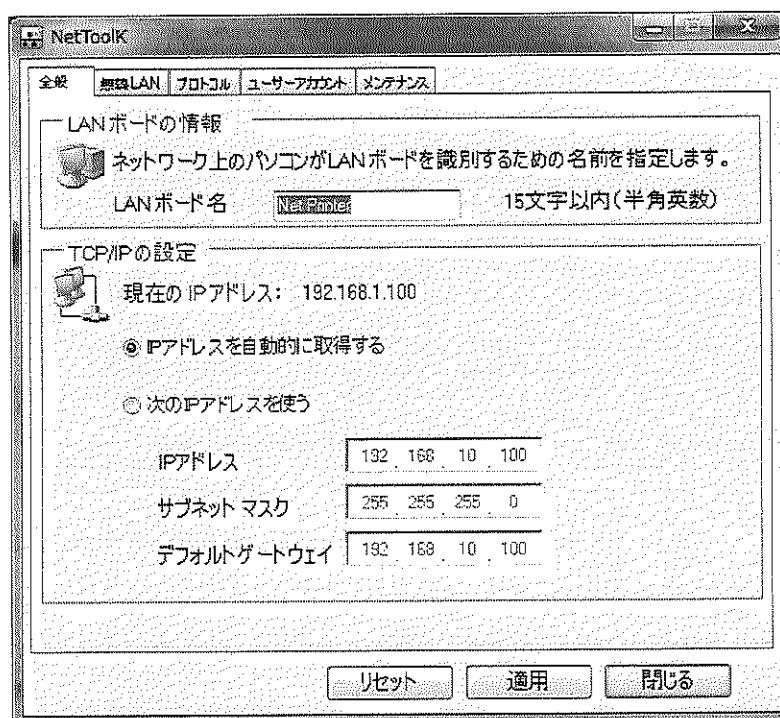 NetToolK
全般 無線LAN プロトコル ユーザーアカウント メンテナンス
LANボードの情報
ネットワーク上のパソコンがLANボードを識別するための名前を指定します。
LANボード名 Net Printer 15文字以内(半角英数)
TCP/IPの設定
現在のIPアドレス: 192.168.1.100
IPアドレスを自動的に取得する
次のIPアドレスを使う
IPアドレス 192 . 168 . 10 . 100
サブネット マスク 255 . 255 . 255 . 0
デフォルトゲートウェイ 192 . 168 . 10 . 100
リセット 適用 閉じる